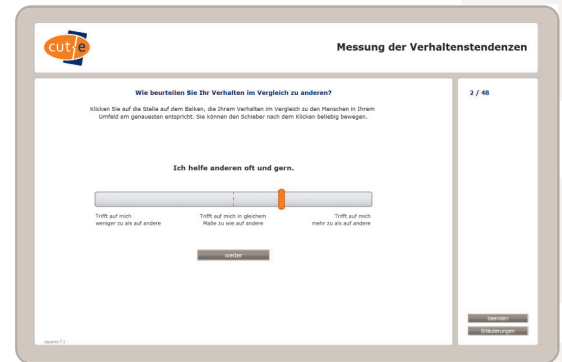 cut-e
Messung der Verhaltenstendenzen
Wie beurteilen Sie Ihr Verhalten im Vergleich zu anderen?
2 / 48
Klicken Sie auf die Stelle auf dem Balken, die Ihrem Verhalten im Vergleich zu den Menschen in Ihrem
Umfeld am genauesten entspricht. Sie können den Schieber nach dem Klicken beliebig bewegen.
Ich helfe anderen oft und gern.
Trifft auf mich
weniger zu als auf andere
Trifft auf mich in gleichem
Maße zu wie auf andere
Trifft auf mich
mehr zu als auf andere
weiter
beenden
Erläuterungen